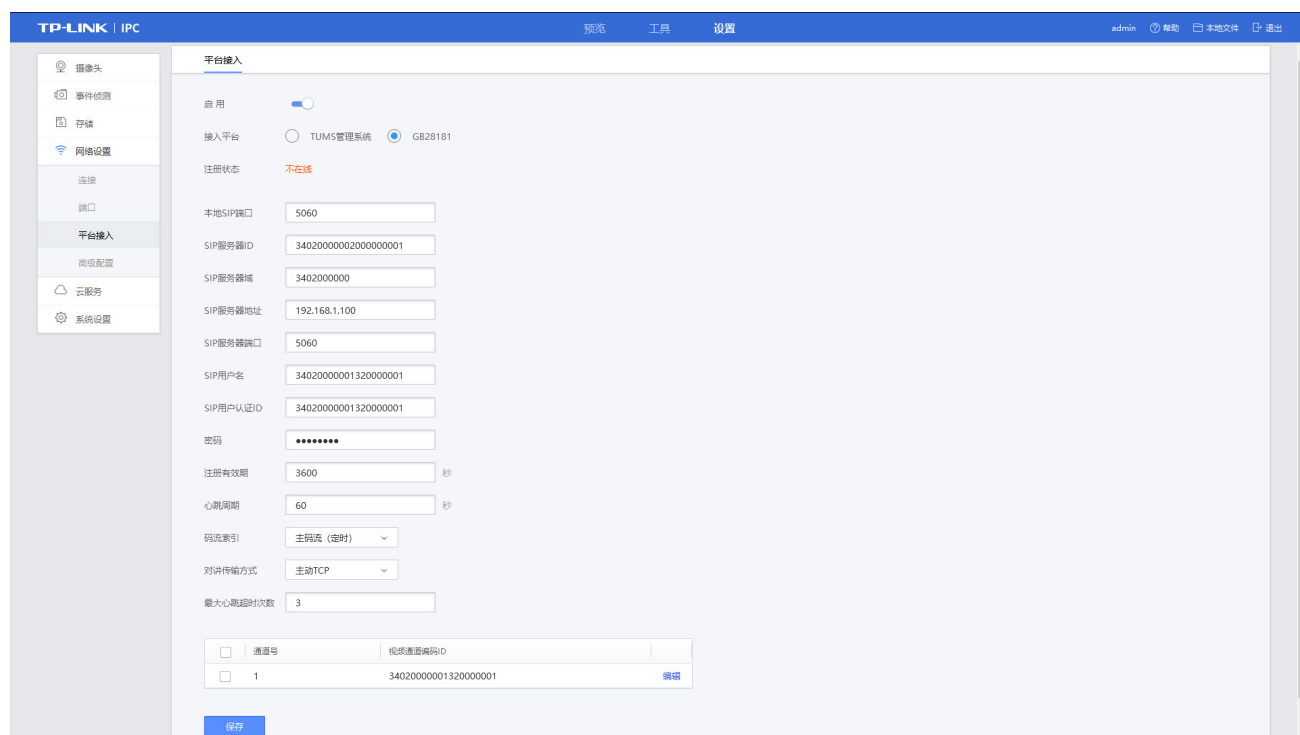 TP-LINK | IPC 预览 工具 设置 admin 帮助 本地文件 退出
摄像头
事件侦测
存储
网络设置
连接
端口
平台接入
高级配置
云服务
系统设置
平台接入
启用
接入平台 TUMS管理系统 GB28181
注册状态 不在线
本地SIP端口 5060
SIP服务器ID 34020000002000000001
SIP服务器域 3402000000
SIP服务器地址 192.168.1.100
SIP服务器端口 5060
SIP用户名 34020000001320000001
SIP用户认证ID 34020000001320000001
密码 ●●●●●●●●
注册有效期 3600 秒
心跳周期 60 秒
码流索引 主码流（定时）
对讲传输方式 主动TCP
最大心跳超时次数 3
通道号 视频通道编码ID
1 34020000001320000001 编辑
保存